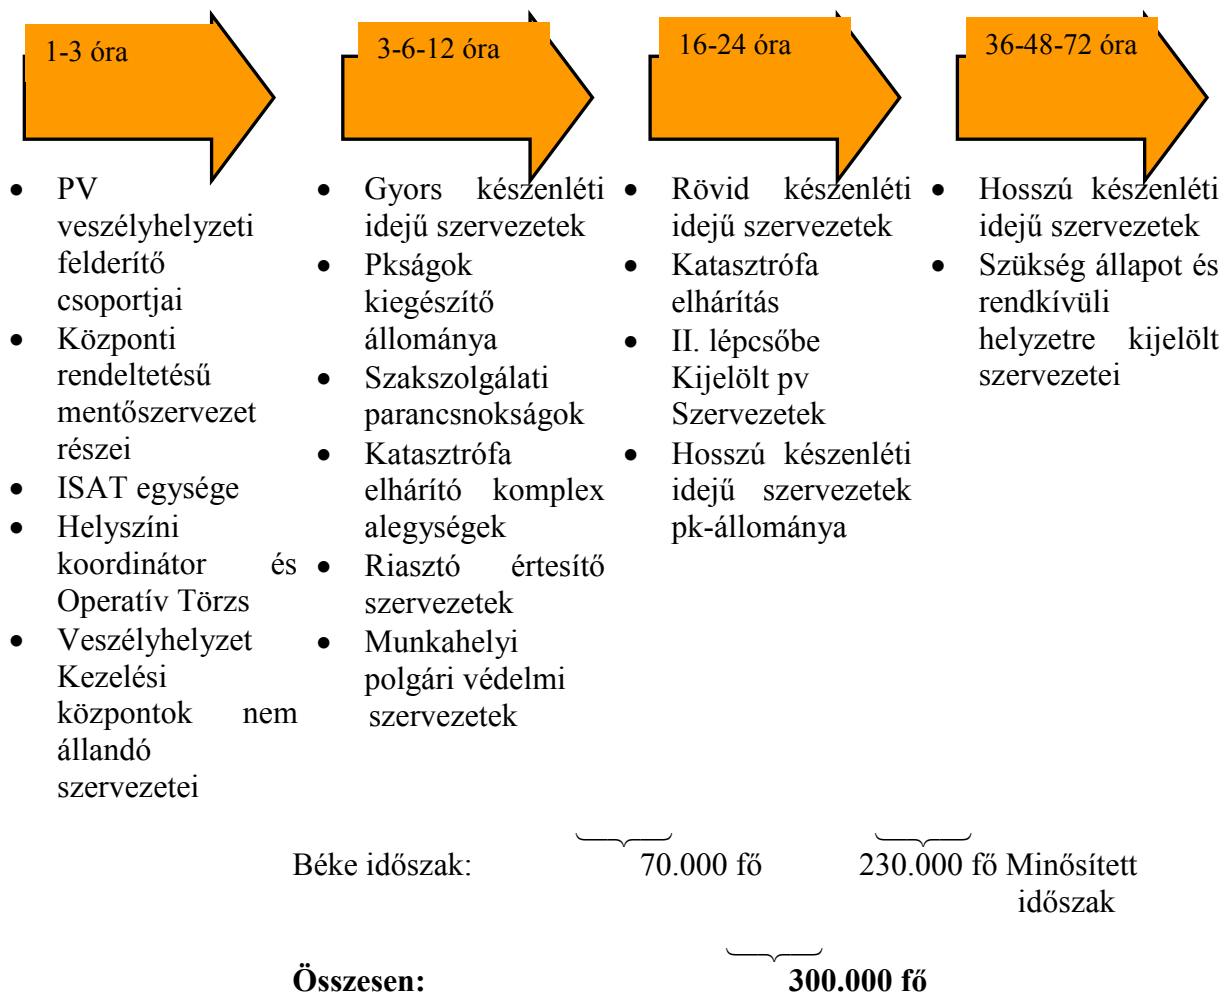 1-3 óra
PV
veszélyhelyzeti
felderítő
csoportjai
Központi
rendeltetésű
mentőszervezet
részei
ISAT egysége
Helyszíni
koordinátor és
Operatív Törzs
Veszélyhelyzet
Kezelési
központok nem
állandó
szervezetei
3-6-12 óra
Gyors készenléti
idejű szervezetek
Pkságok
kiegészítő
állománya
Szakszolgálati
parancsnokságok
Katasztrófa
elhárító komplex
alegységek
Riasztó értesítő
szervezetek
Munkahelyi
polgári védelmi
szervezetek
16-24 óra
Rövid készenléti
idejű szervezetek
Katasztrófa
elhárítás
II. lépcsőbe
Kijelölt pv
Szervezetek
Hosszú készenléti
idejű szervezetek
pk-állománya
36-48-72 óra
Hosszú készenléti
idejű szervezetek
Szükség állapot és
rendkívüli
helyzetre kijelölt
szervezetei
Béke időszak: 70.000 fő 230.000 fő Minősített
időszak
Összesen: 300.000 fő